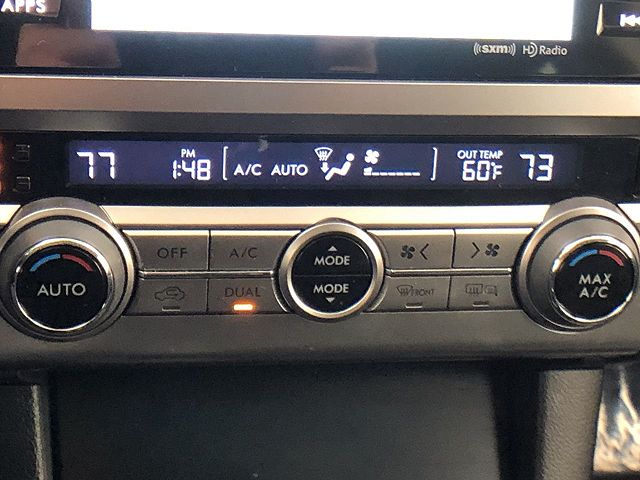 APPS
((sxm)) HD Radio
77 PM 1:48 A/C AUTO OUT TEMP 60°F 73
OFF A/C MODE
AUTO MODE MAX A/C
DUAL FRONT